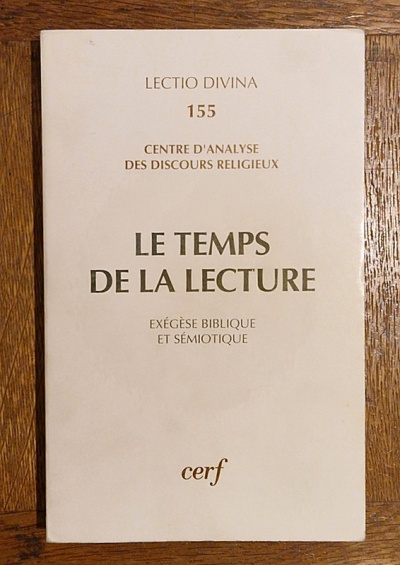 LECTIO DIVINA
155
CENTRE D'ANALYSE
DES DISCOURS RELIGIEUX
LE TEMPS
DE LA LECTURE
EXÉGÈSE BIBLIQUE
ET SÉMIOTIQUE
cerf